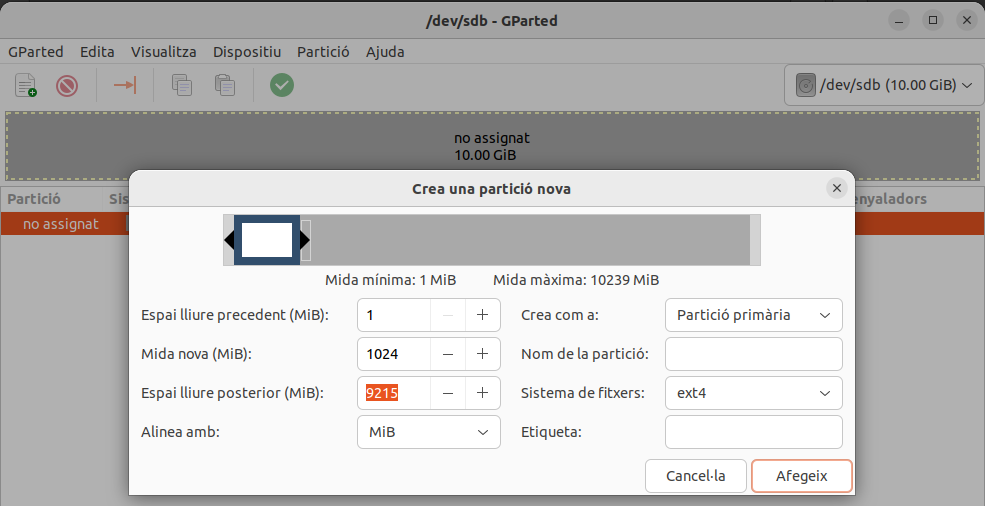 /dev/sdb - GParted
GParted Edita Visualitza Dispositiu Partició Ajuda
/dev/sdb (10.00 GiB)
no assignat
10.00 GiB
Partició Sis enyaladors
no assignat
Crea una partició nova
Mida mínima: 1 MiB Mida màxima: 10239 MiB
Espai lliure precedent (MiB): 1 Crea com a: Partició primària
Mida nova (MiB): 1024 Nom de la partició:
Espai lliure posterior (MiB): 9215 Sistema de fitxers: ext4
Alinea amb: MiB Etiqueta:
Cancel·la Afegeix